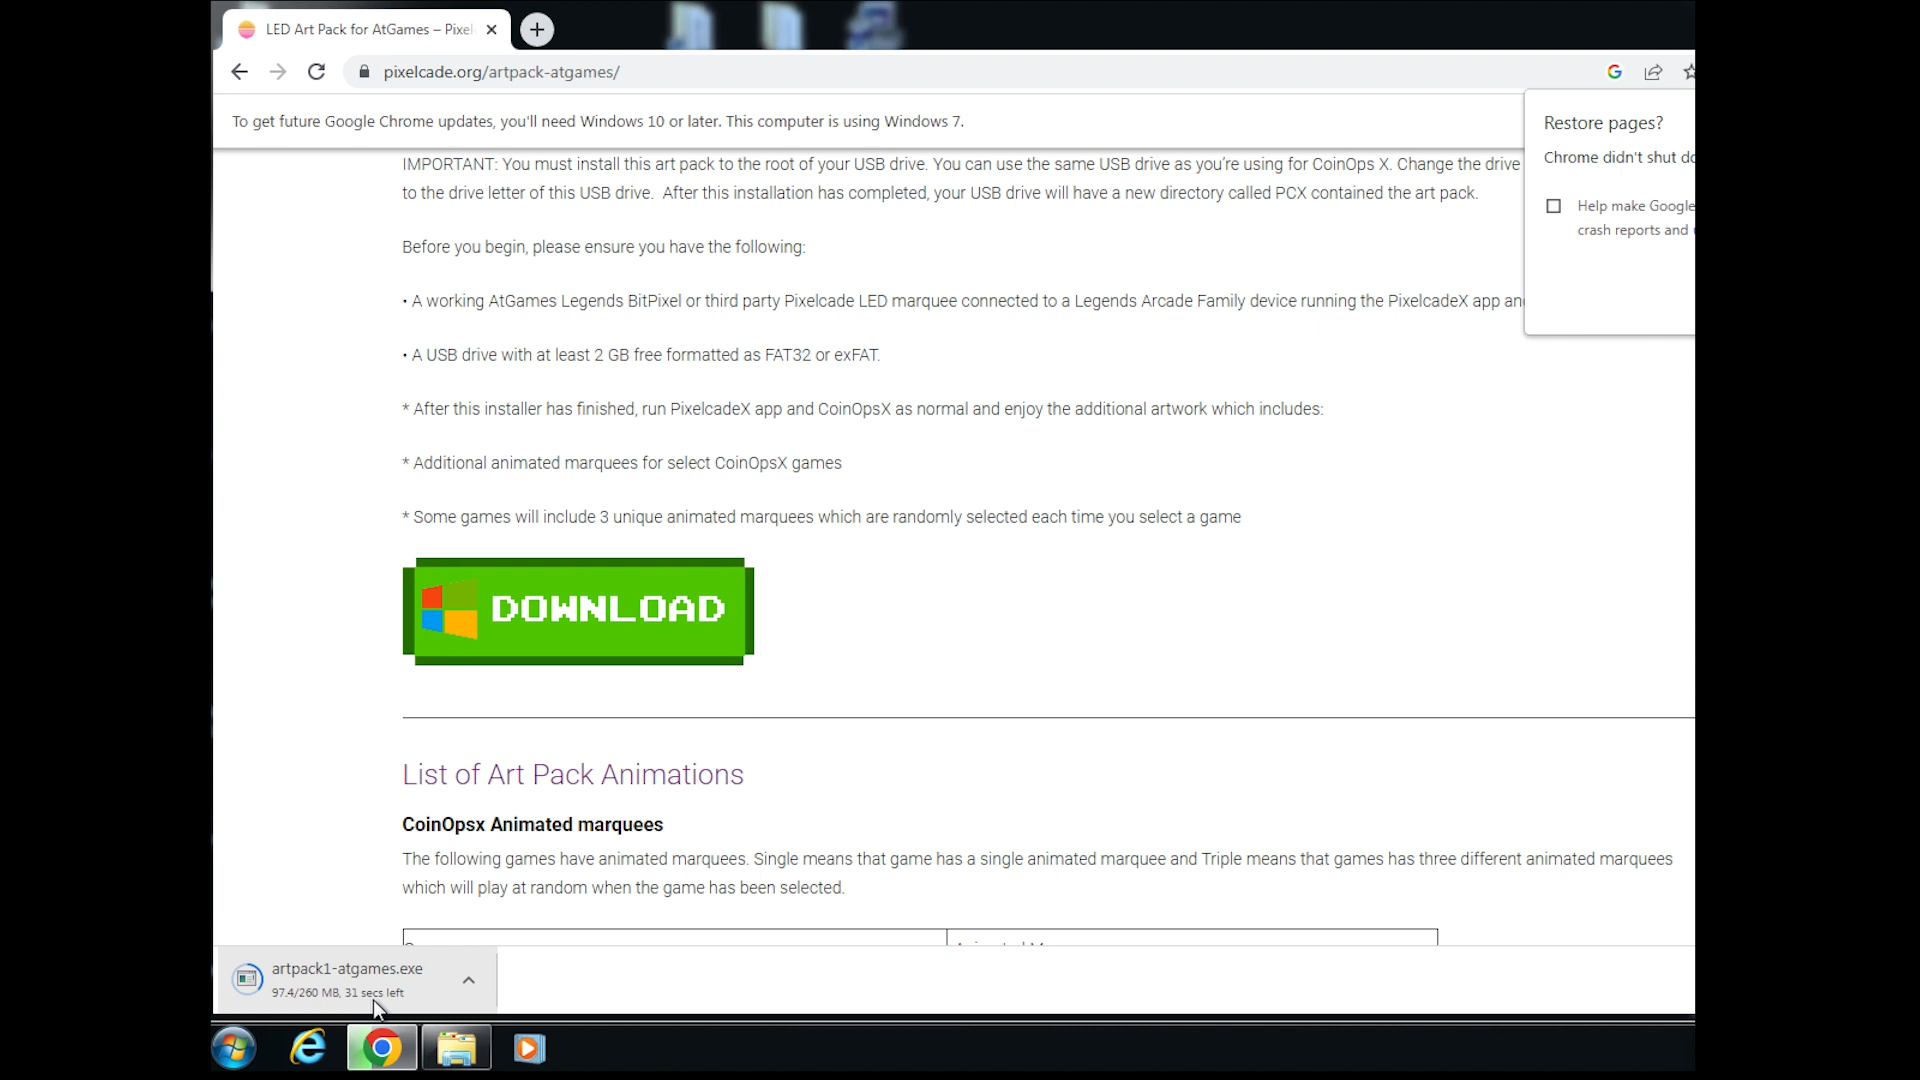 LED Art Pack for AtGames – Pixel
pixelcade.org/artpack-atgames/
To get future Google Chrome updates, you'll need Windows 10 or later. This computer is using Windows 7.
Restore pages?
Chrome didn't shut do
Help make Google
crash reports and
IMPORTANT: You must install this art pack to the root of your USB drive. You can use the same USB drive as you're using for CoinOps X. Change the drive
to the drive letter of this USB drive. After this installation has completed, your USB drive will have a new directory called PCX contained the art pack.
Before you begin, please ensure you have the following:
• A working AtGames Legends BitPixel or third party Pixelcade LED marquee connected to a Legends Arcade Family device running the PixelcadeX app an
• A USB drive with at least 2 GB free formatted as FAT32 or exFAT.
* After this installer has finished, run PixelcadeX app and CoinOpsX as normal and enjoy the additional artwork which includes:
* Additional animated marquees for select CoinOpsX games
* Some games will include 3 unique animated marquees which are randomly selected each time you select a game
DOWNLOAD
List of Art Pack Animations
CoinOpsx Animated marquees
The following games have animated marquees. Single means that game has a single animated marquee and Triple means that games has three different animated marquees
which will play at random when the game has been selected.
artpack1-atgames.exe
97.4/260 MB, 31 secs left